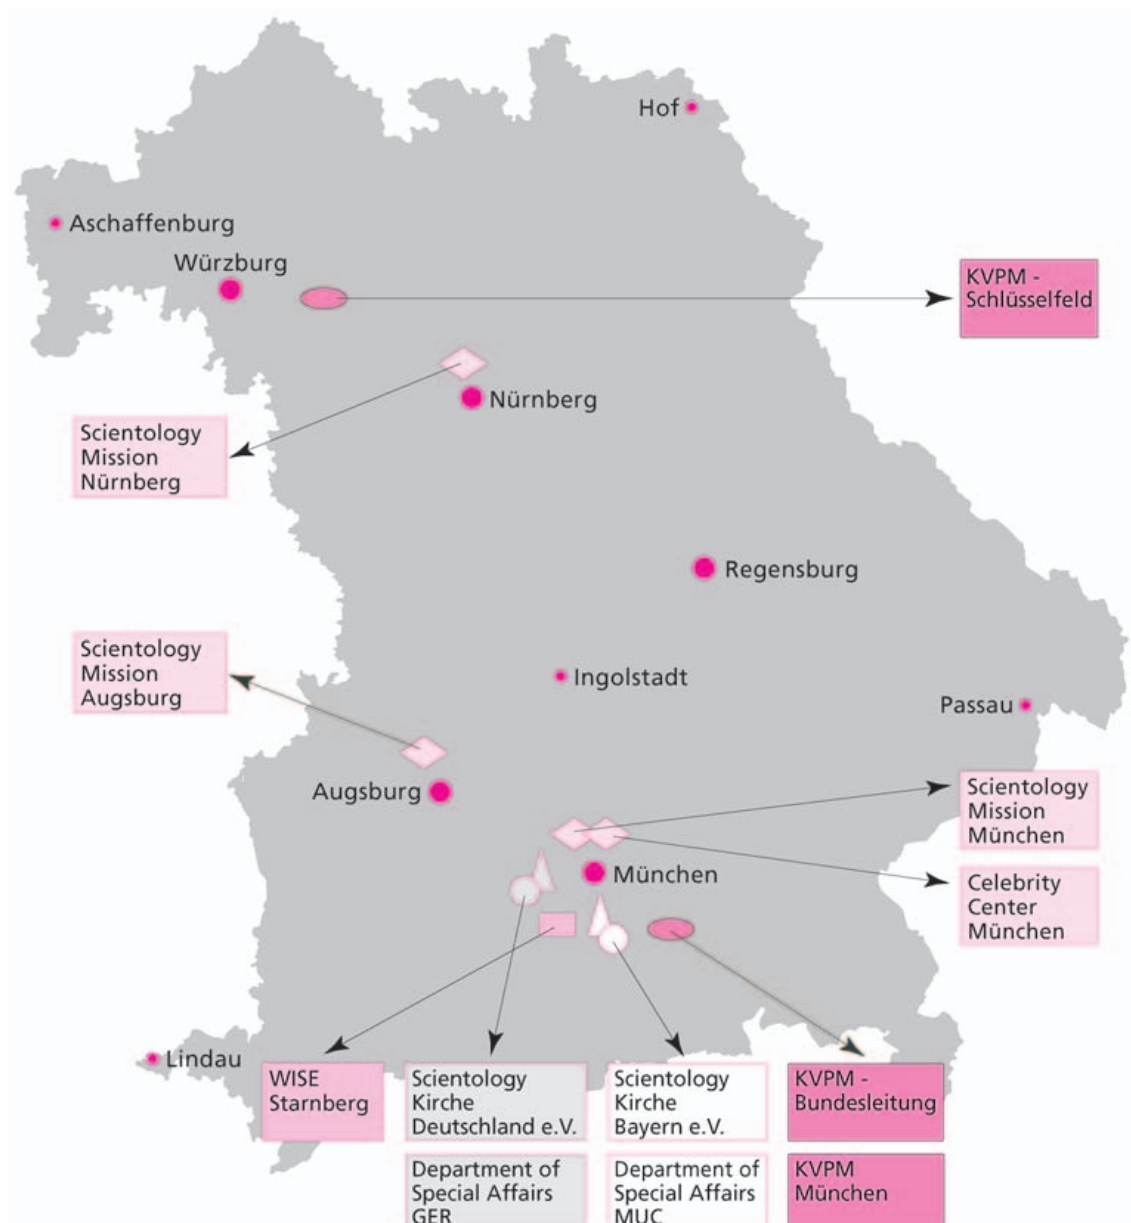 Hof
Aschaffenburg
Würzburg
KVPM -
Schlüsselfeld
Nürnberg
Scientology
Mission
Nürnberg
Regensburg
Scientology
Mission
Augsburg
Ingolstadt
Passau
Augsburg
Scientology
Mission
München
München
Celebrity
Center
München
Lindau
WISE
Starnberg
Scientology
Kirche
Deutschland e.V.
Scientology
Kirche
Bayern e.V.
KVPM -
Bundesleitung
Department of
Special Affairs
GER
Department of
Special Affairs
MUC
KVPM
München